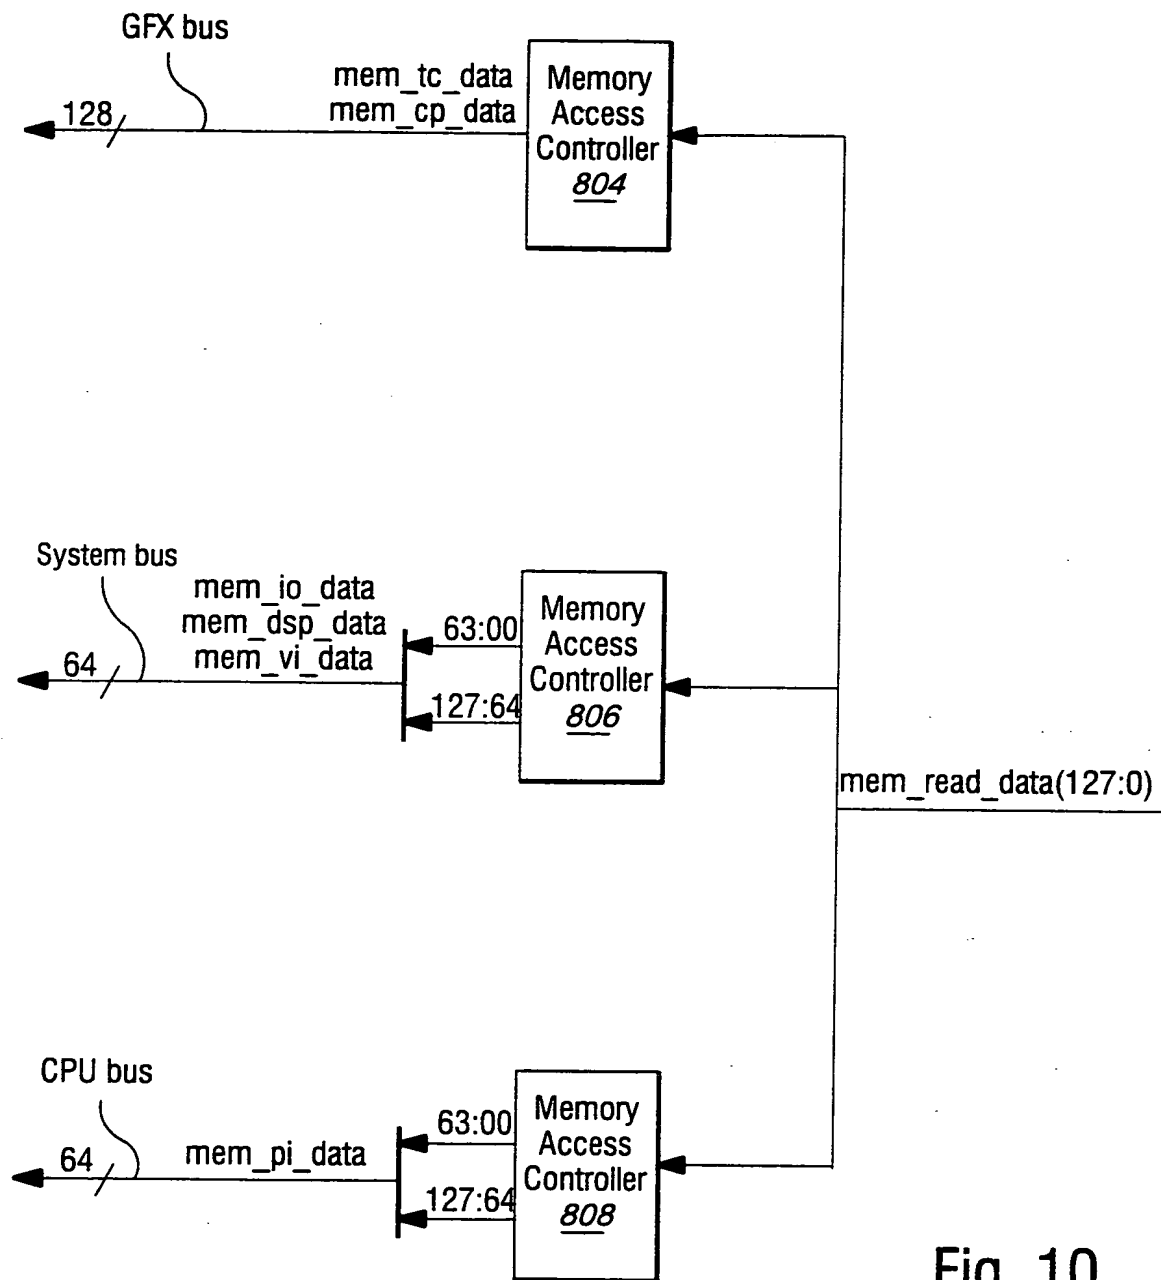 GFX bus
128
mem_tc_data
mem_cp_data
Memory
Access
Controller
804
System bus
64
mem_io_data
mem_dsp_data
mem_vi_data
63:00
127:64
Memory
Access
Controller
806
mem_read_data(127:0)
CPU bus
64
mem_pi_data
63:00
127:64
Memory
Access
Controller
808
Fig. 10